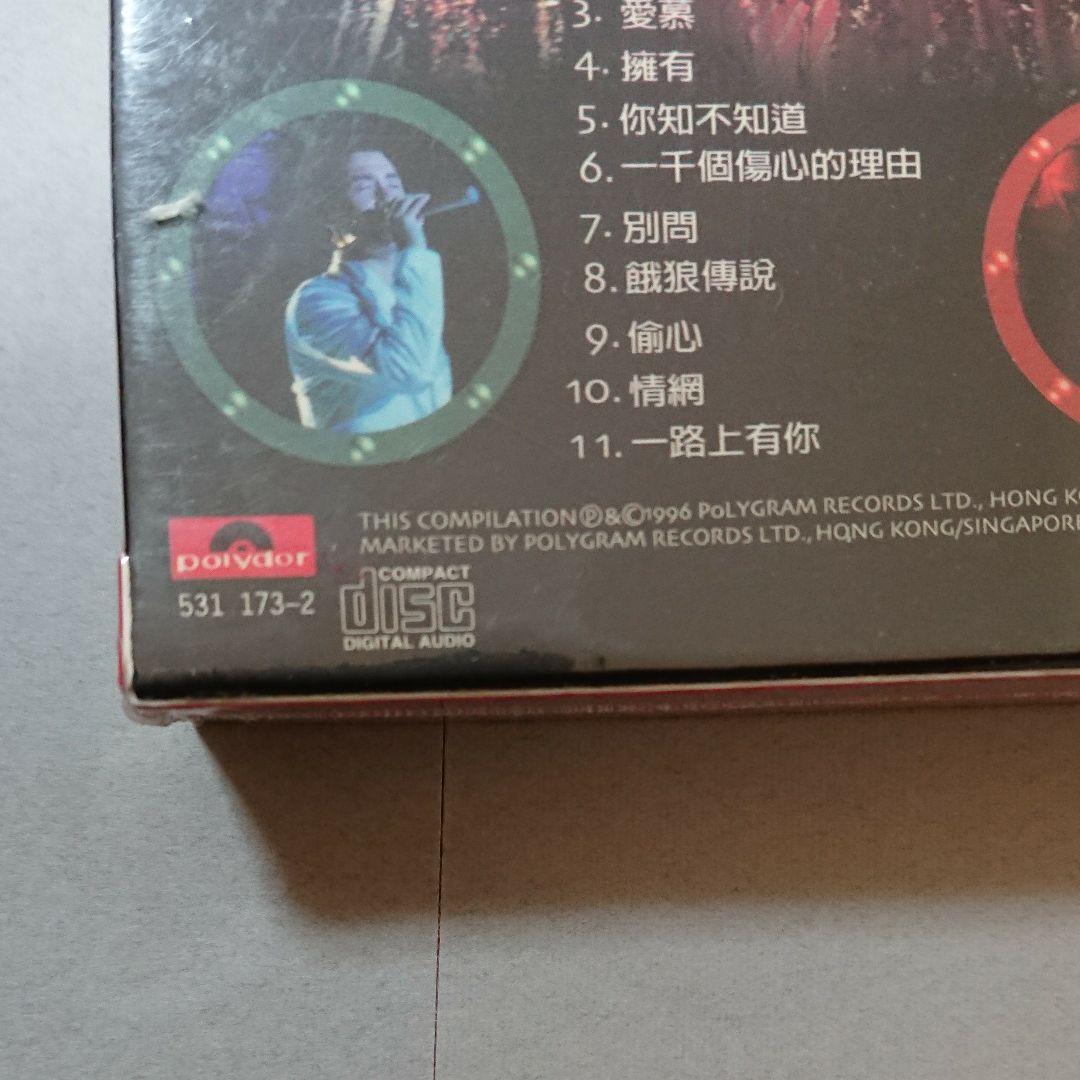 3. 愛慕
4. 擁有
5. 你知不知道
6. 一千個傷心的理由
7. 別問
8. 餓狼傳說
9. 偷心
10. 情網
11. 一路上有你
THIS COMPILATION Ⓟ&©1996 PoLYGRAM RECORDS LTD., HONG
MARKETED BY POLYGRAM RECORDS LTD., HONG KONG/SINGAPORE
polydor
531 173-2
COMPACT
disc
DIGITAL AUDIO